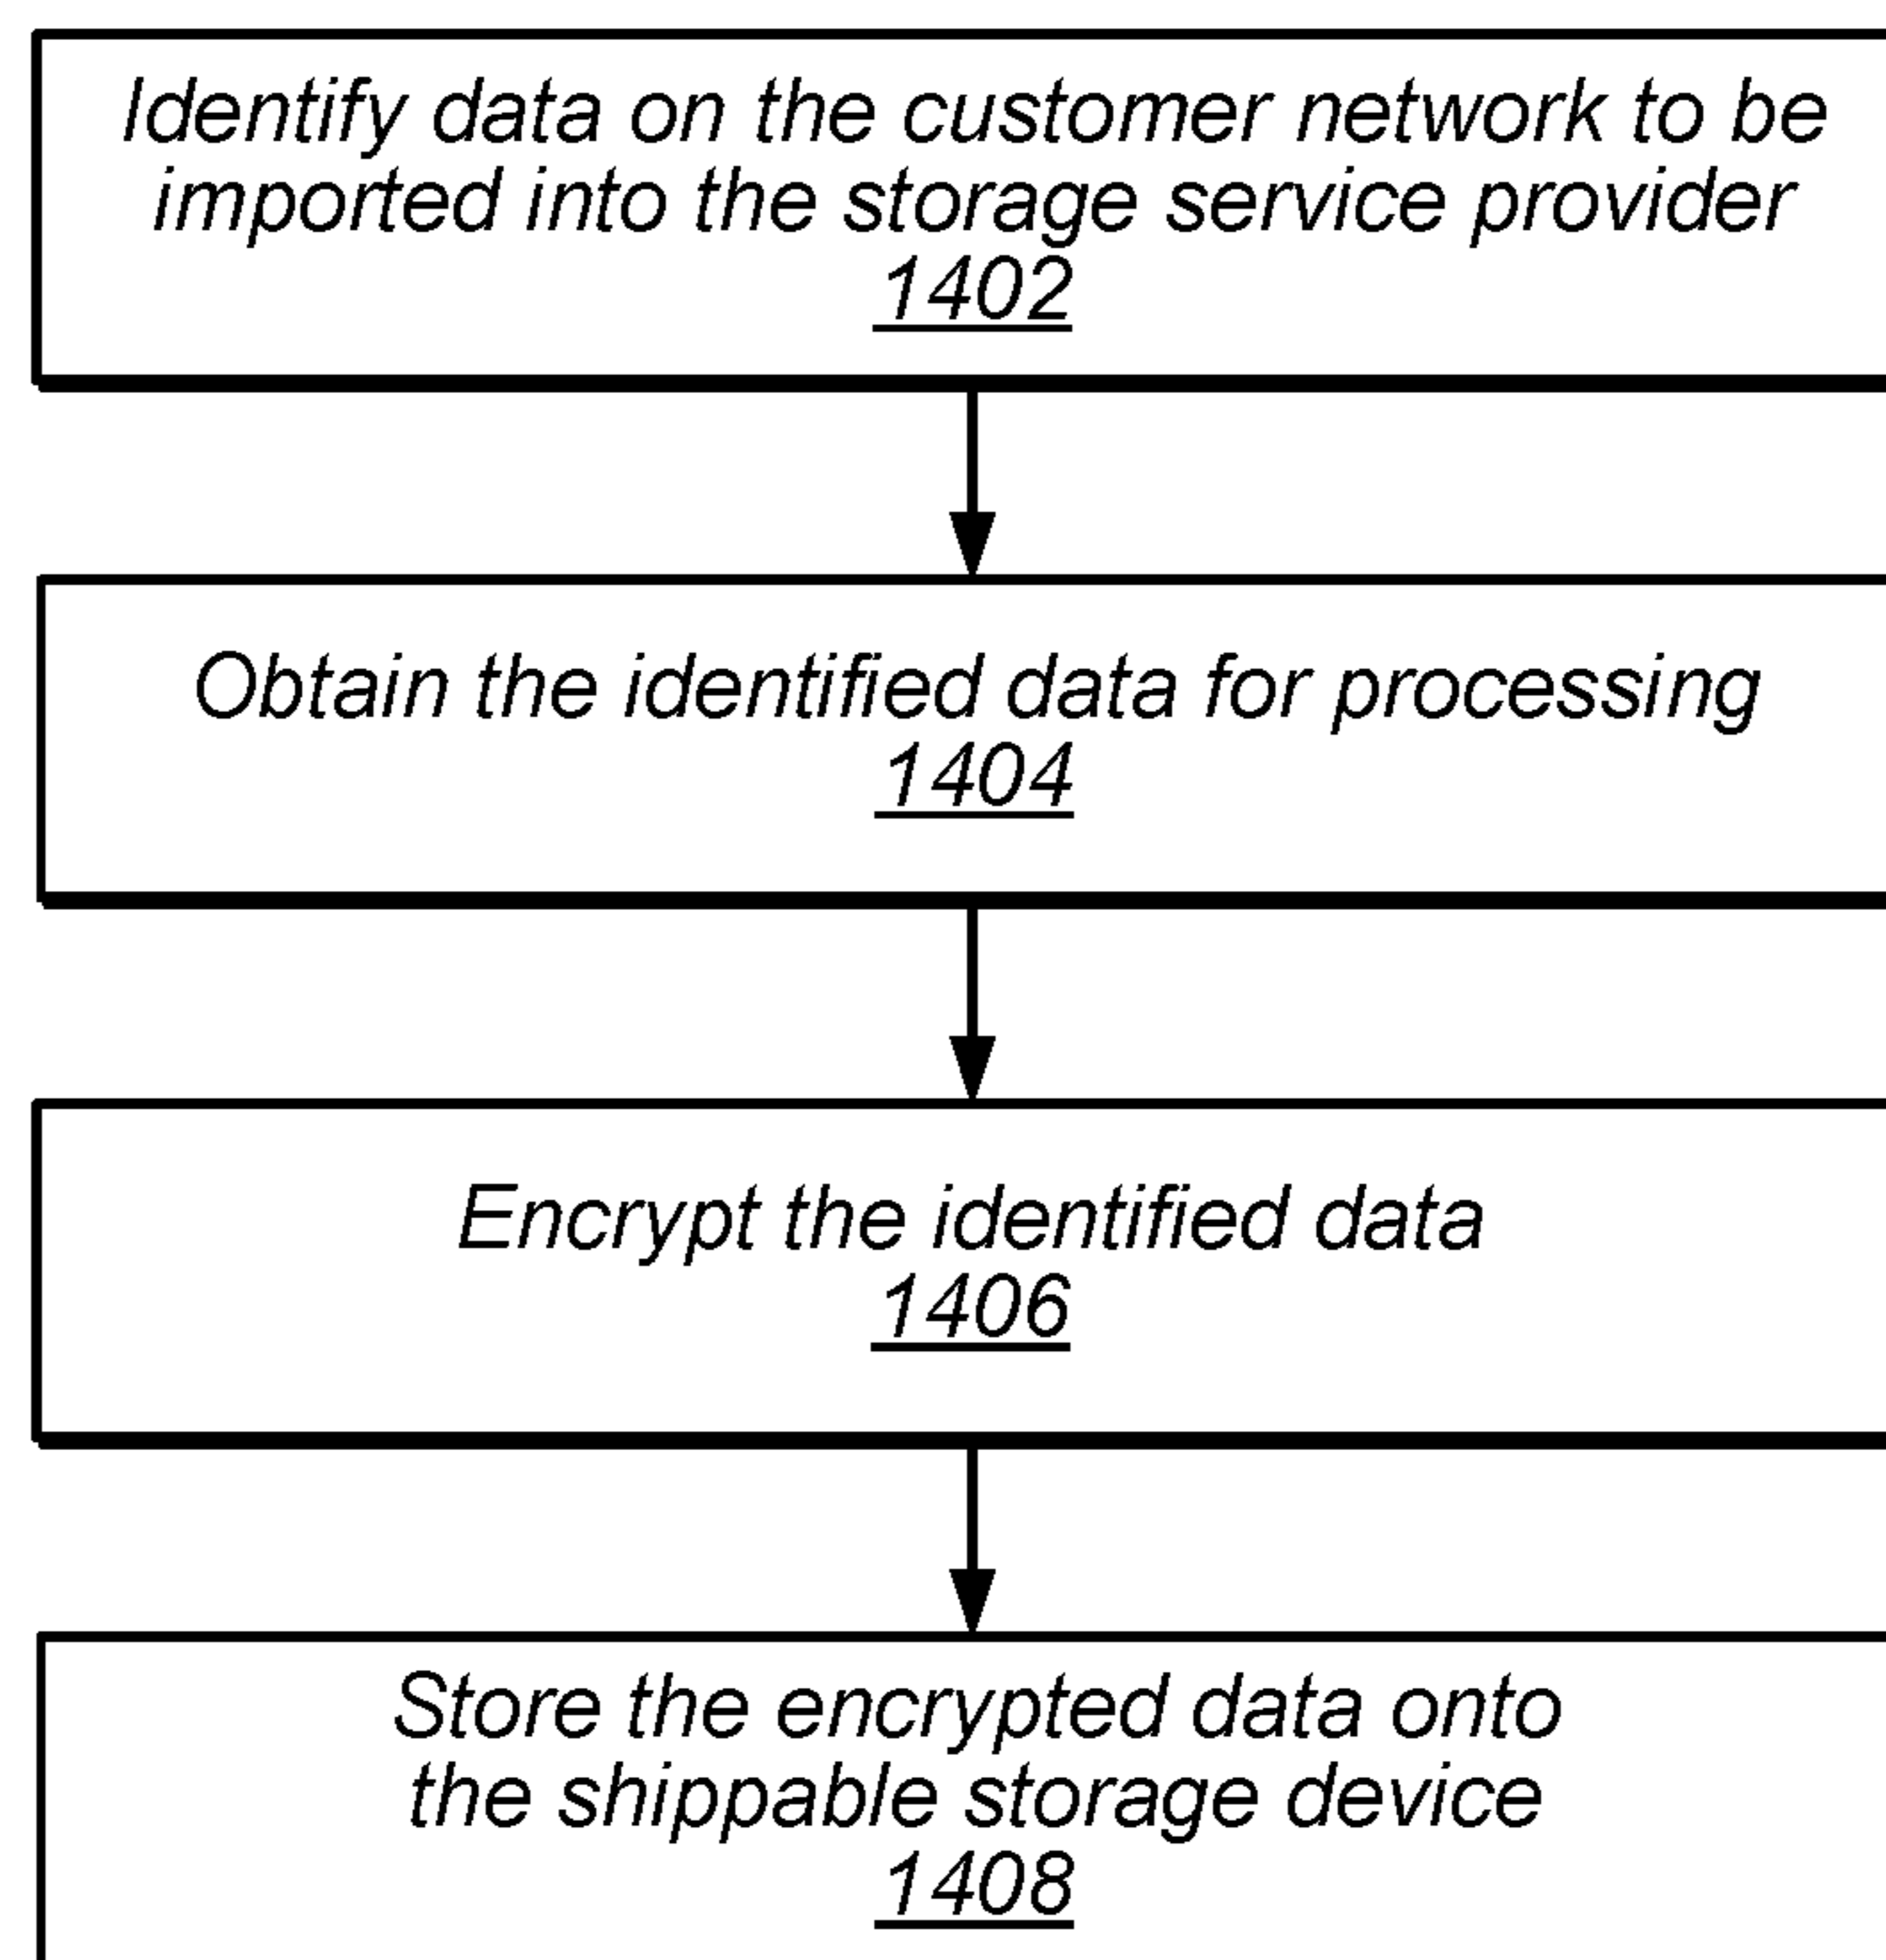 Identify data on the customer network to be
imported into the storage service provider
1402
Obtain the identified data for processing
1404
Encrypt the identified data
1406
Store the encrypted data onto
the shippable storage device
1408